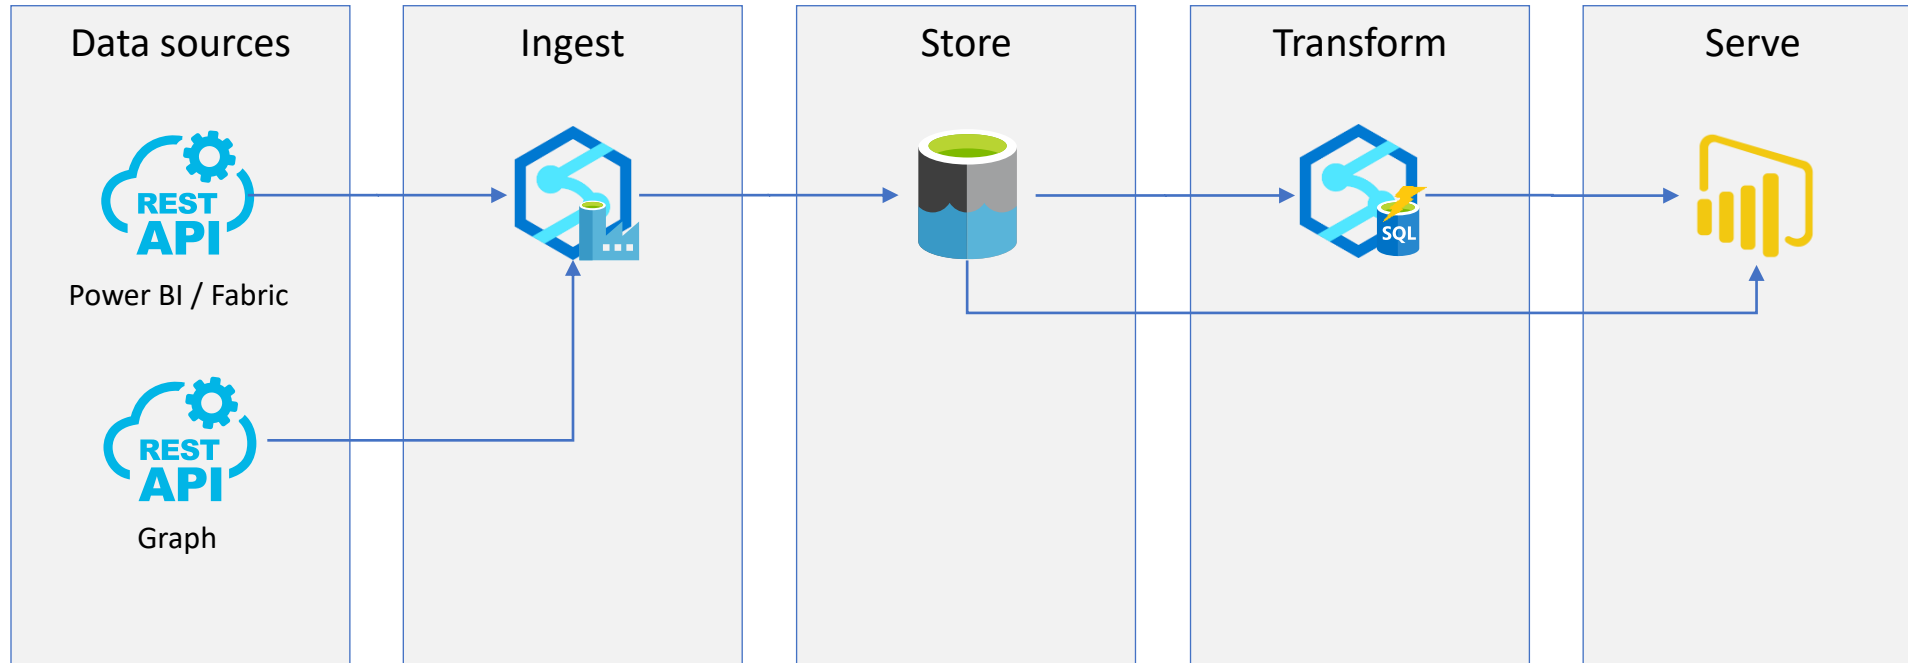 Data sources
Ingest
Store
Transform
Serve
REST
API
Power BI / Fabric
SQL
REST
API
Graph